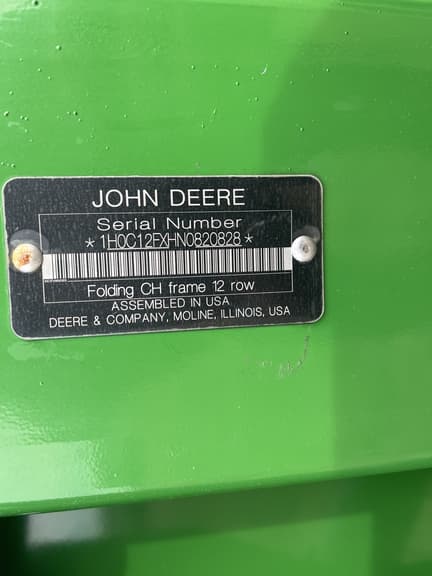 JOHN DEERE
Serial Number
*1H0C12FXHN0820828*
Folding CH frame 12 row
ASSEMBLED IN USA
DEERE & COMPANY, MOLINE, ILLINOIS, USA